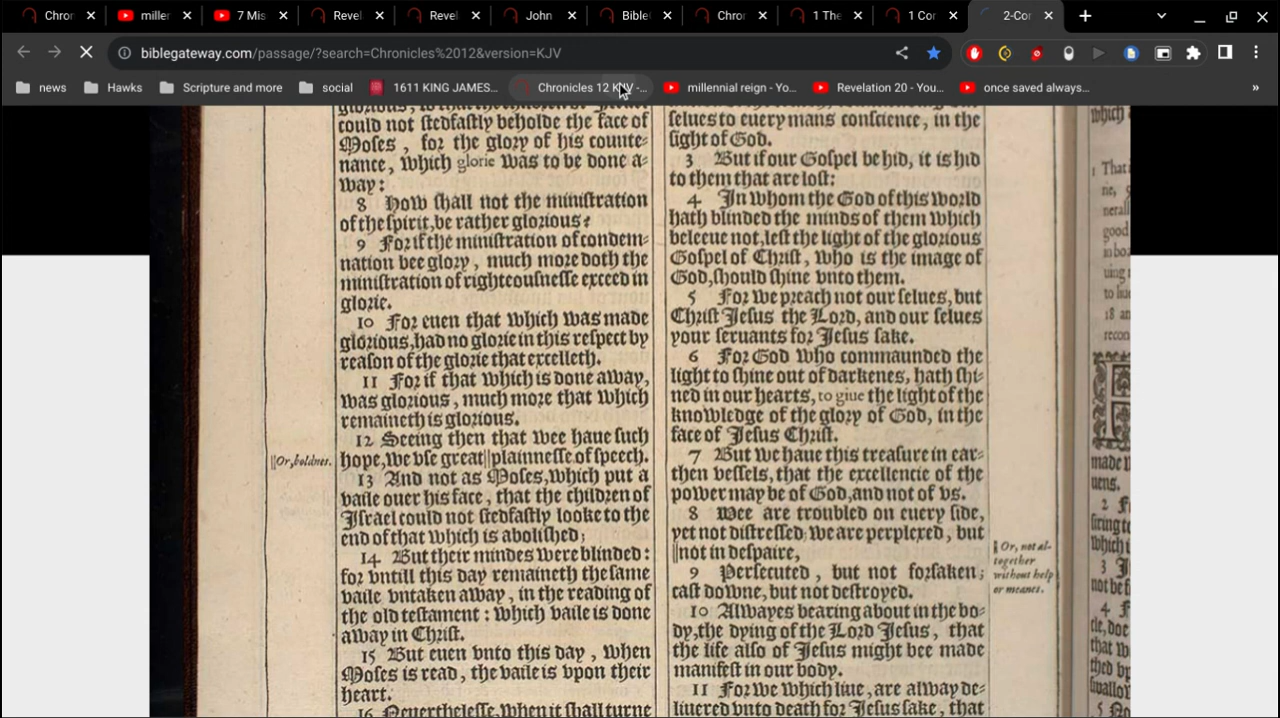 Chror
miller
7 Mis
Revel
Revel
John
Bible
Chror
1 The
1 Cor
2-Cor
biblegateway.com/passage/?search=Chronicles%2012&version=KJV
news
Hawks
Scripture and more
social
1611 KING JAMES...
Chronicles 12 KJV -...
millennial reign - Yo...
Revelation 20 - You...
once saved always...
»
glorious, so that the children of
could not stedfastly beholde the face of
Moses, for the glory of his counte-
nance, which glorie was to be done a-
way:
8 How shall not the ministration
of the spirit, be rather glorious?
9 For if the ministration of condem-
nation bee glory, much more doth the
ministration of righteousnesse exceed in
glorie.
10 For euen that which was made
glorious, had no glorie in this respect by
reason of the glorie that excelleth.
11 For if that which is done away,
was glorious, much more that which
remaineth is glorious.
12 Seeing then that wee haue such
hope, we vse great ||plainnesse of speech.
||Or, boldnes.
13 And not as Moses, which put a
vaile ouer his face, that the children of
Israel could not stedfastly looke to the
end of that which is abolished;
14 But their mindes were blinded:
for vntill this day remaineth the same
vaile vntaken away, in the reading of
the old testament: which vaile is done
away in Christ.
15 But euen vnto this day, when
Moses is read, the vaile is vpon their
heart.
16 Neuerthelesse, when it shall turne
selues to euery mans conscience, in the
sight of God.
3 But if our Gospel be hid, it is hid
to them that are lost:
4 In whom the God of this world
hath blinded the minds of them which
beleeue not, lest the light of the glorious
Gospel of Christ, who is the image of
God, should shine vnto them.
5 For we preach not our selues, but
Christ Jesus the Lord, and our selues
your seruants for Jesus sake.
6 For God who commaunded the
light to shine out of darkenes, hath shi-
ned in our hearts, to giue the light of the
knowledge of the glory of God, in the
face of Jesus Christ.
7 But we haue this treasure in ear-
then vessels, that the excellencie of the
power may be of God, and not of vs.
8 Wee are troubled on euery side,
yet not distressed; we are perplexed, but
||not in despaire,
|| Or, not al-
together
without help
or meanes.
9 Persecuted, but not forsaken;
cast downe, but not destroyed.
10 Alwayes bearing about in the bo-
dy, the dying of the Lord Jesus, that
the life also of Jesus might bee made
manifest in our body.
11 For we which liue, are alway de-
liuered vnto death for Jesus sake, that
which
1 That
good
made
uens.
recon